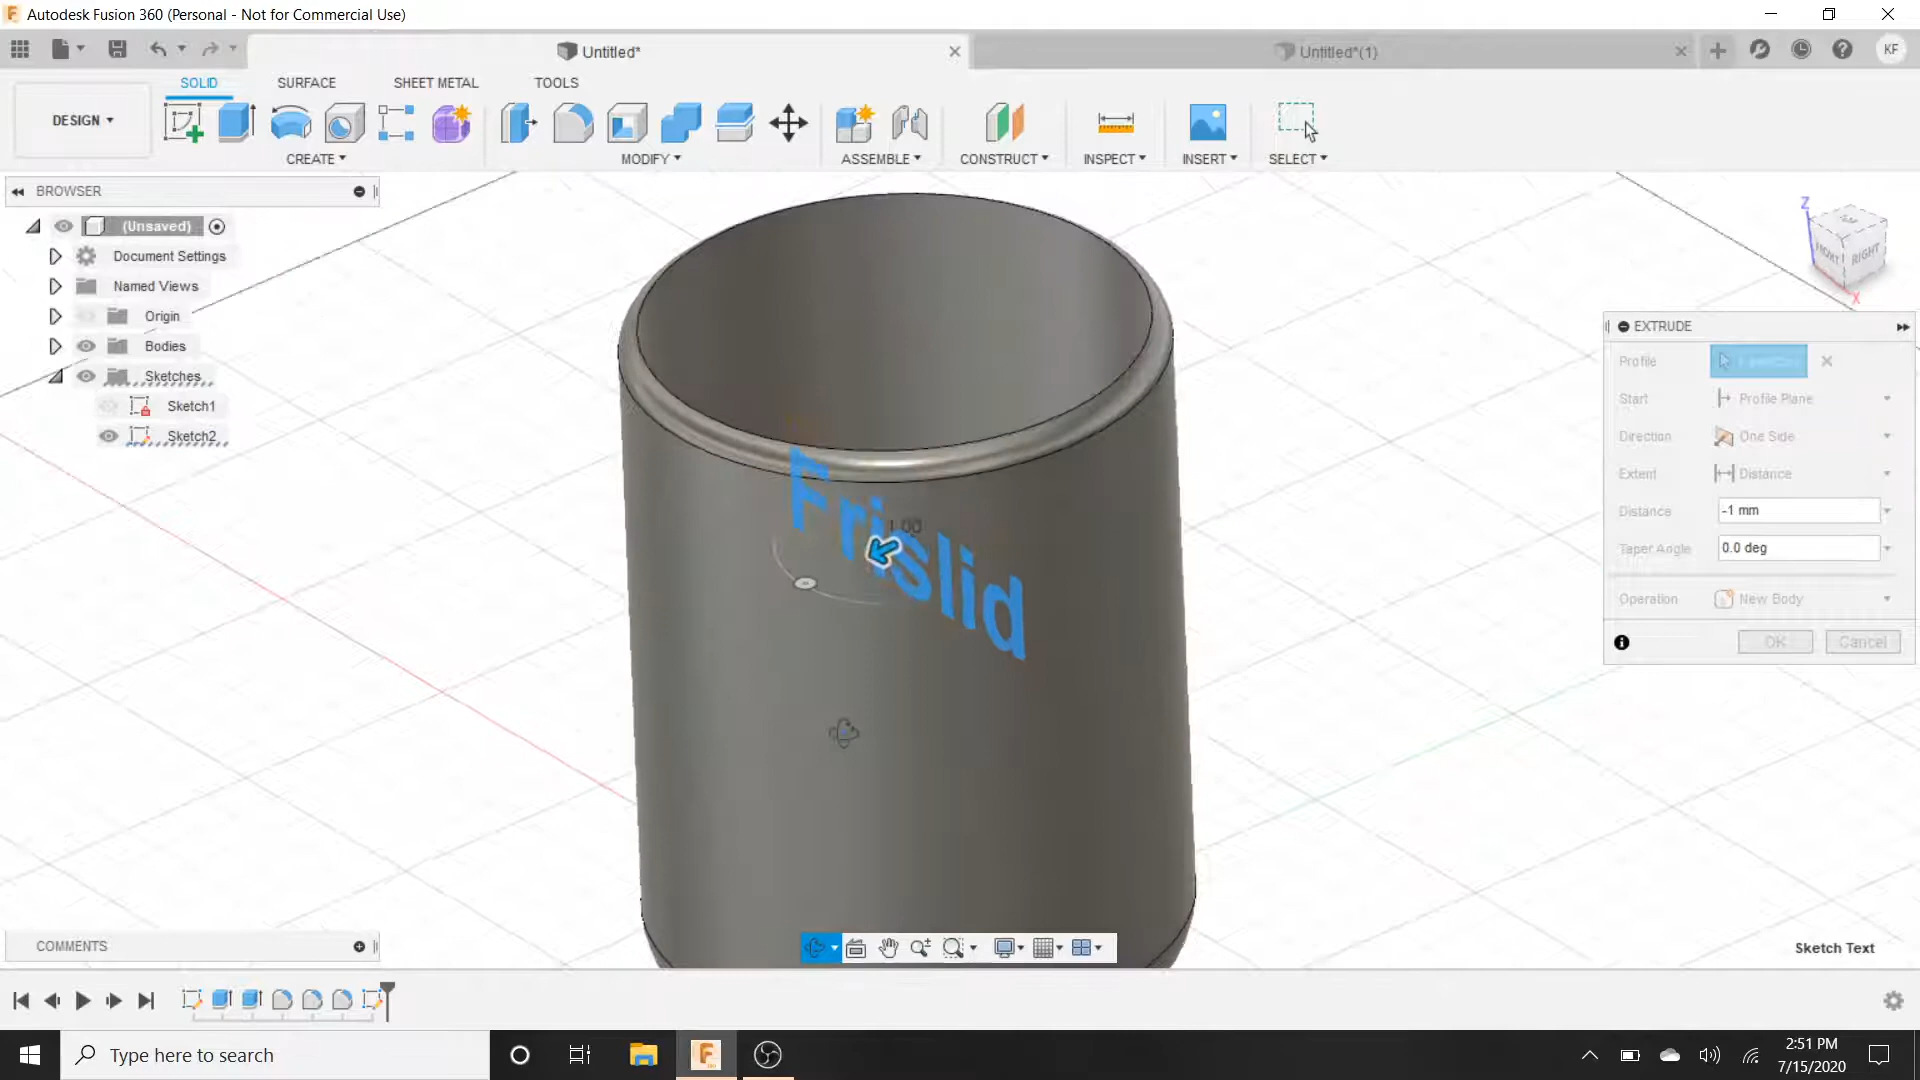 Autodesk Fusion 360 (Personal - Not for Commercial Use)
Untitled*
Untitled*(1)
KF
DESIGN
SOLID
SURFACE
SHEET METAL
TOOLS
CREATE
MODIFY
ASSEMBLE
CONSTRUCT
INSPECT
INSERT
SELECT
BROWSER
(Unsaved)
Document Settings
Named Views
Origin
Bodies
Sketches
Sketch1
Sketch2
Z
FRONT
RIGHT
X
EXTRUDE
Profile
Start
Profile Plane
Direction
One Side
Extent
Distance
Distance
-1 mm
Taper Angle
0.0 deg
Operation
New Body
OK
Cancel
Frislid
COMMENTS
Sketch Text
Type here to search
2:51 PM
7/15/2020